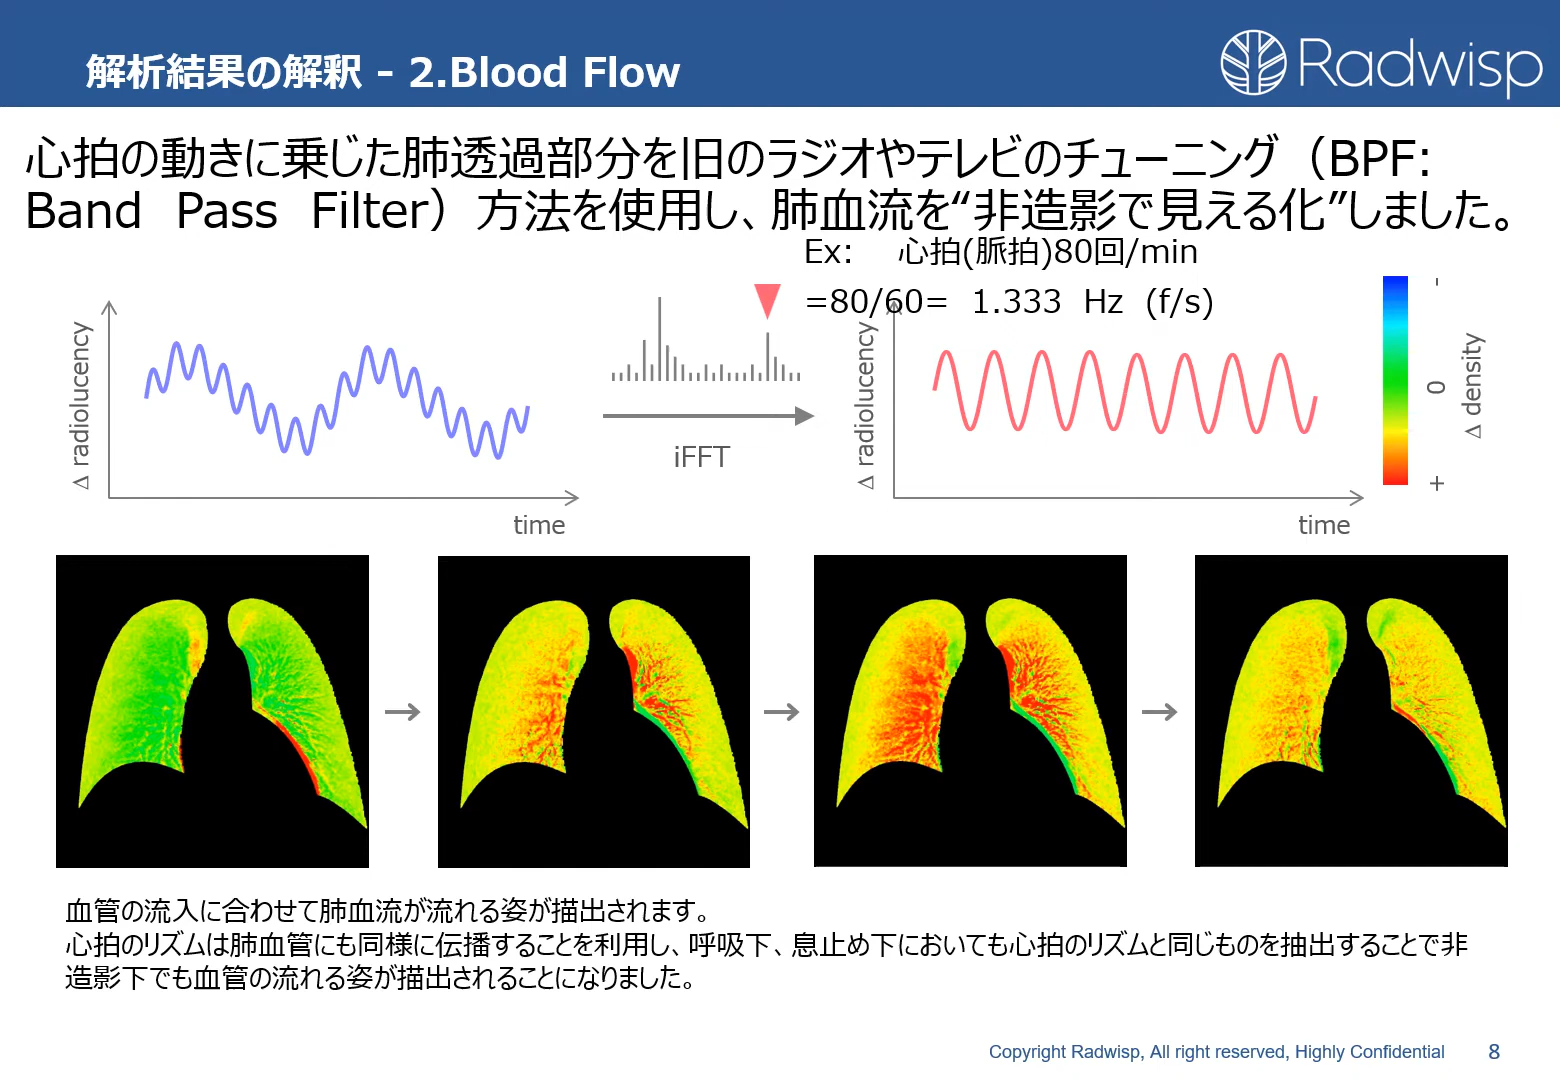 解析結果の解釈 - 2.Blood Flow
Radwisp
心拍の動きに乗じた肺透過部分を旧のラジオやテレビのチューニング（BPF:
Band Pass Filter）方法を使用し、肺血流を“非造影で見える化”しました。
Ex: 心拍(脈拍)80回/min
=80/60= 1.333 Hz (f/s)
Δ radiolucency
time
iFFT
Δ radiolucency
time
-
0
+
Δ density
血管の流入に合わせて肺血流が流れる姿が描出されます。
心拍のリズムは肺血管にも同様に伝播することを利用し、呼吸下、息止め下においても心拍のリズムと同じものを抽出することで非
造影下でも血管の流れる姿が描出されることになりました。
Copyright Radwisp, All right reserved, Highly Confidential
8